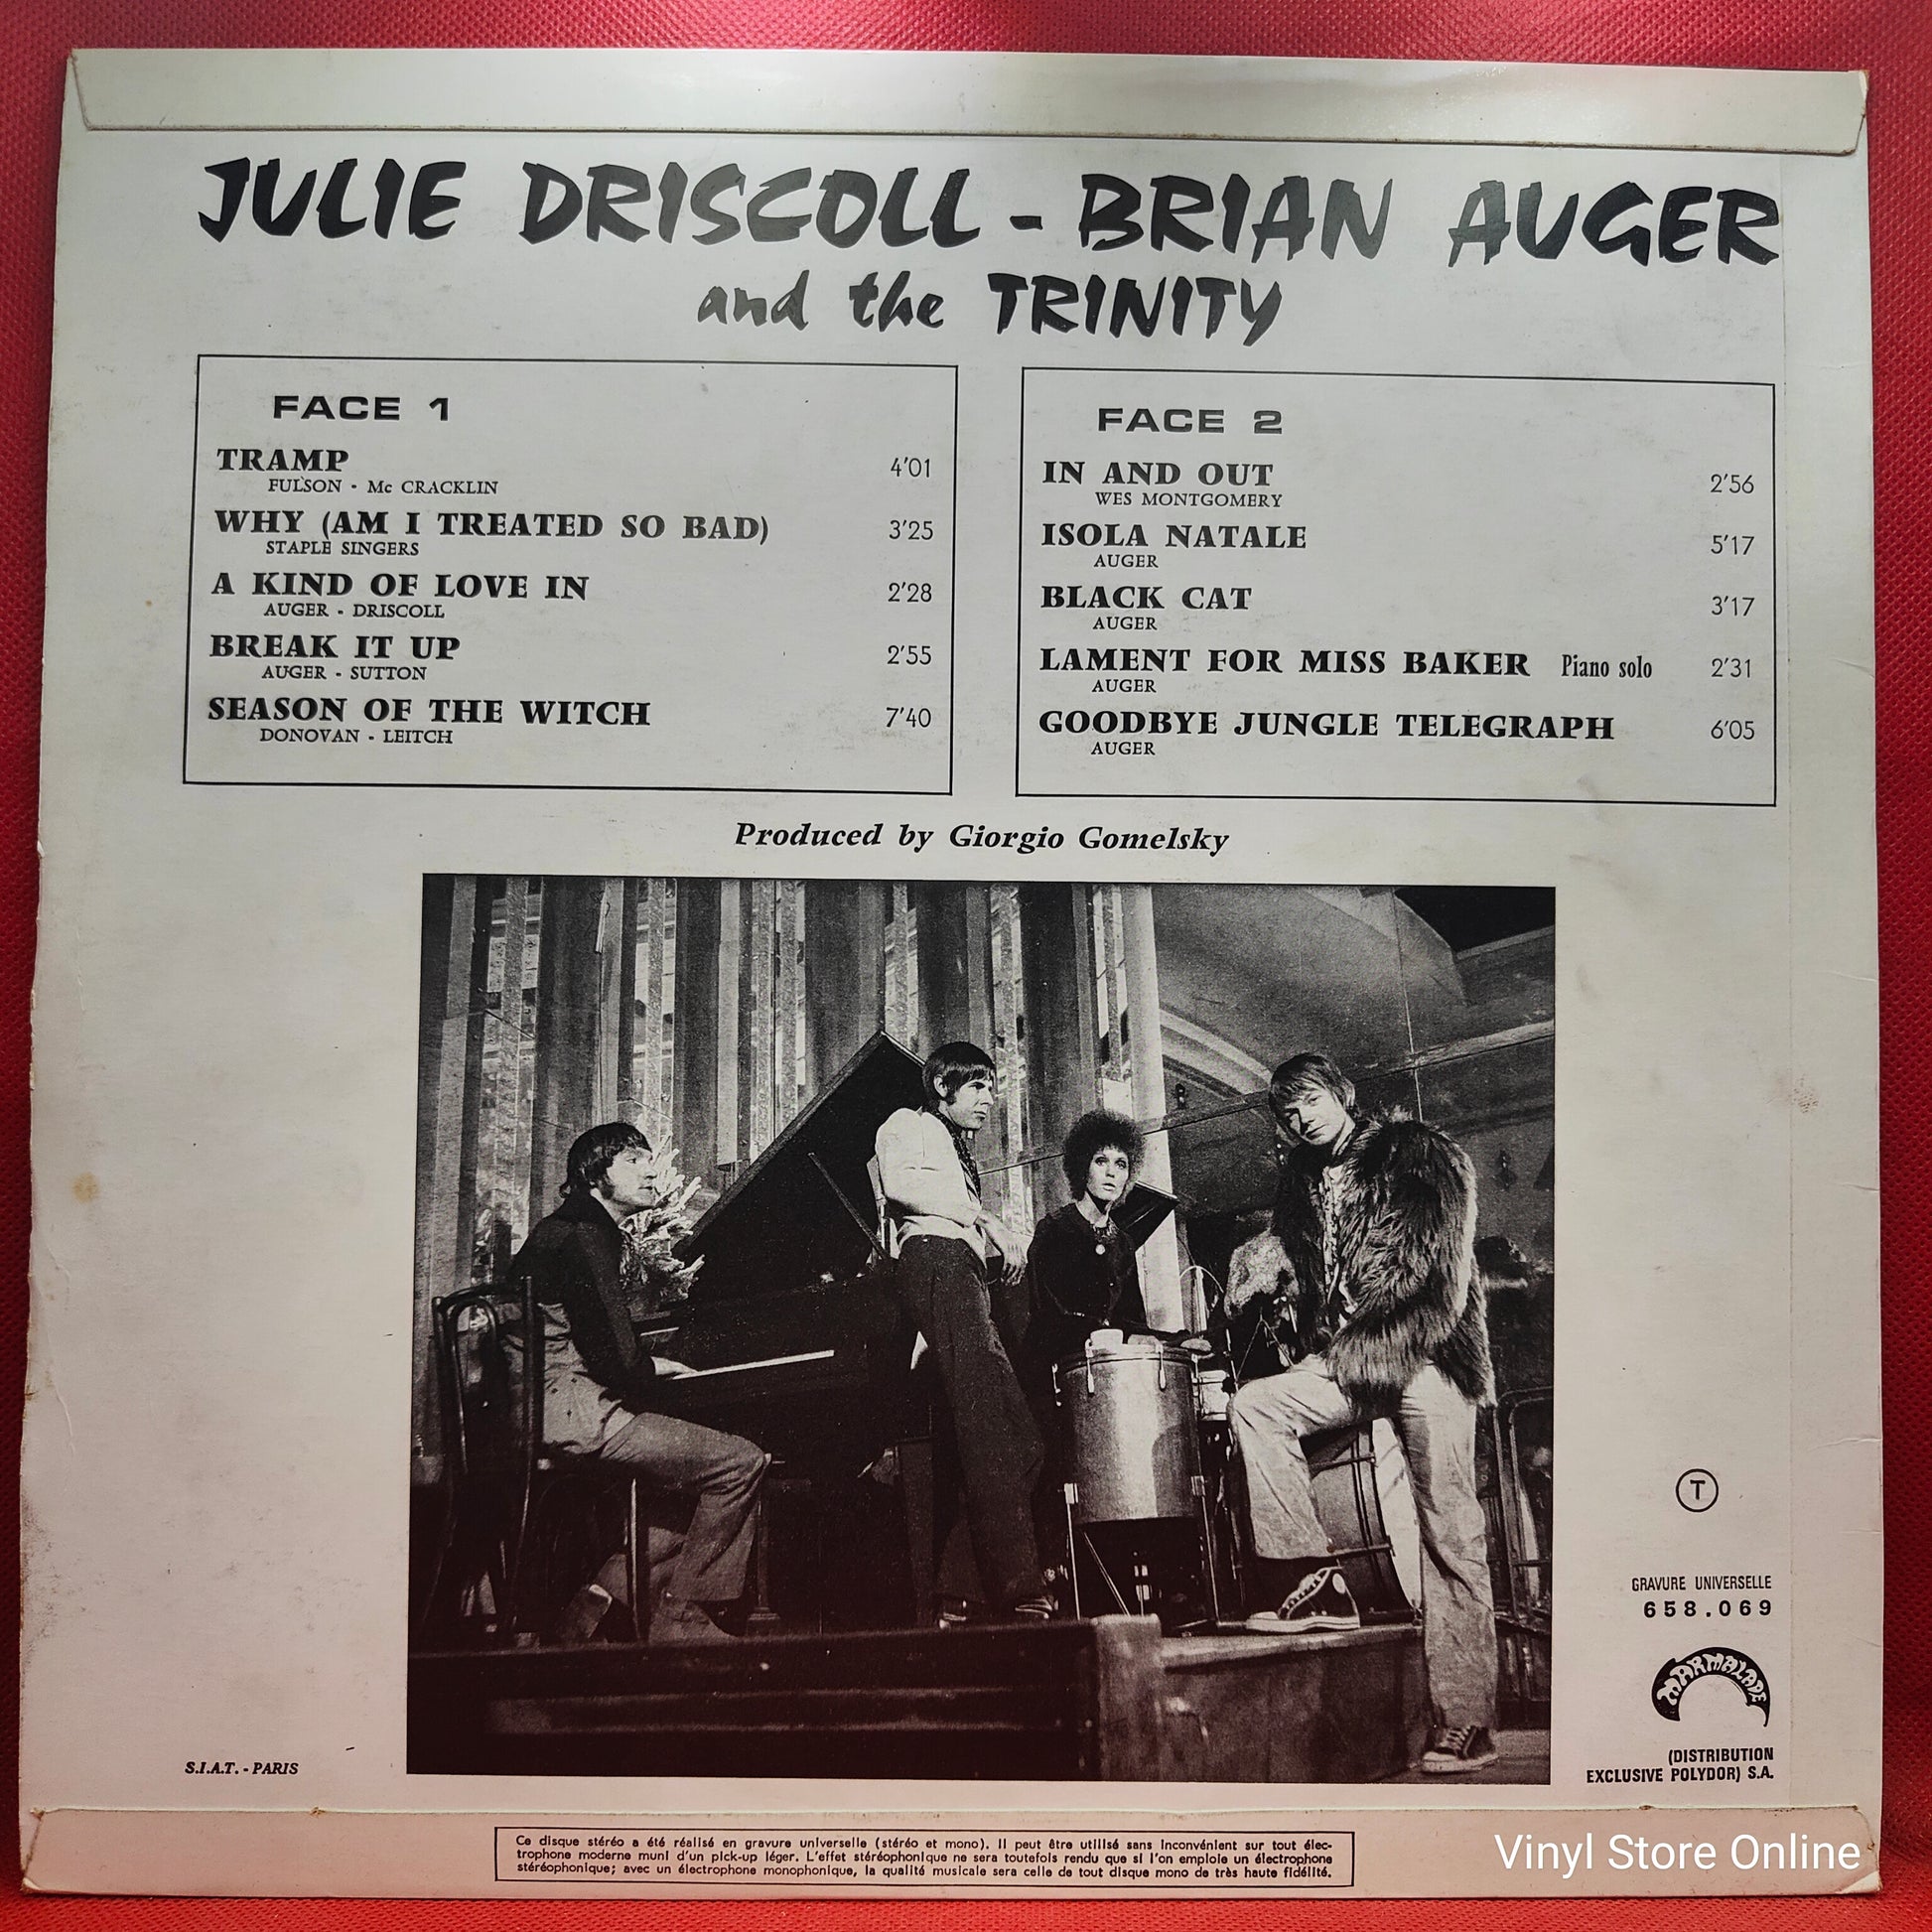 JULIE DRISCOLL - BRIAN AUGER
and the TRINITY
FACE 1
TRAMP 4'01
FULSON - Mc CRACKLIN
WHY (AM I TREATED SO BAD) 3'25
STAPLE SINGERS
A KIND OF LOVE IN 2'28
AUGER - DRISCOLL
BREAK IT UP 2'55
AUGER - SUTTON
SEASON OF THE WITCH 7'40
DONOVAN - LEITCH
FACE 2
IN AND OUT 2'56
WES MONTGOMERY
ISOLA NATALE 5'17
AUGER
BLACK CAT 3'17
AUGER
LAMENT FOR MISS BAKER Piano solo 2'31
AUGER
GOODBYE JUNGLE TELEGRAPH 6'05
AUGER
Produced by Giorgio Gomelsky
T
GRAVURE UNIVERSELLE
658.069
MARMALADE
(DISTRIBUTION
EXCLUSIVE POLYDOR) S.A.
S.I.A.T. - PARIS
Ce disque stéréo a été réalisé en gravure universelle (stéréo et mono). Il peut être utilisé sans inconvénient sur tout élec-
trophone moderne muni d'un pick-up léger. L'effet stéréophonique ne sera toutefois rendu que si l'on emploie un électrophone
stéréophonique; avec un électrophone monophonique, la qualité musicale sera celle de tout disque mono de très haute fidélité.
Vinyl Store Online